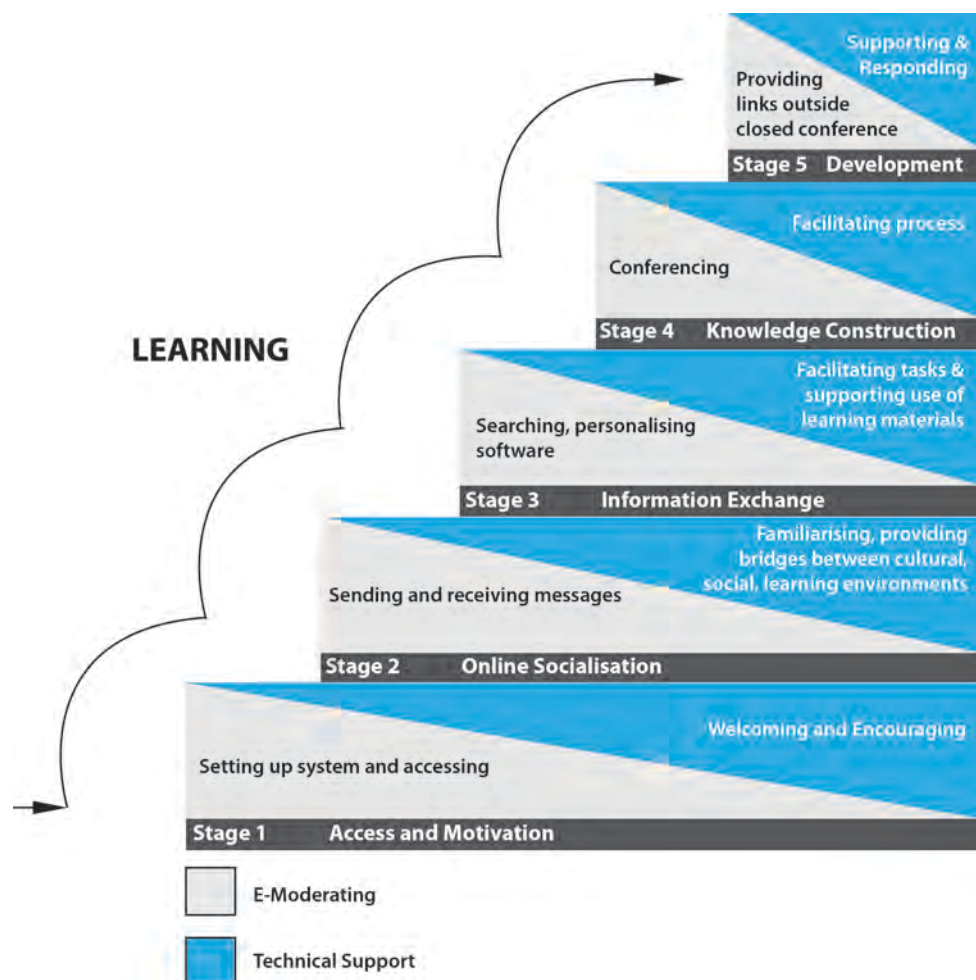 Supporting &
Responding
Providing
links outside
closed conference
Stage 5 Development
Facilitating process
Conferencing
Stage 4 Knowledge Construction
LEARNING
Facilitating tasks &
supporting use of
learning materials
Searching, personalising
software
Stage 3 Information Exchange
Familiarising, providing
bridges between cultural,
social, learning environments
Sending and receiving messages
Stage 2 Online Socialisation
Welcoming and Encouraging
Setting up system and accessing
Stage 1 Access and Motivation
E-Moderating
Technical Support